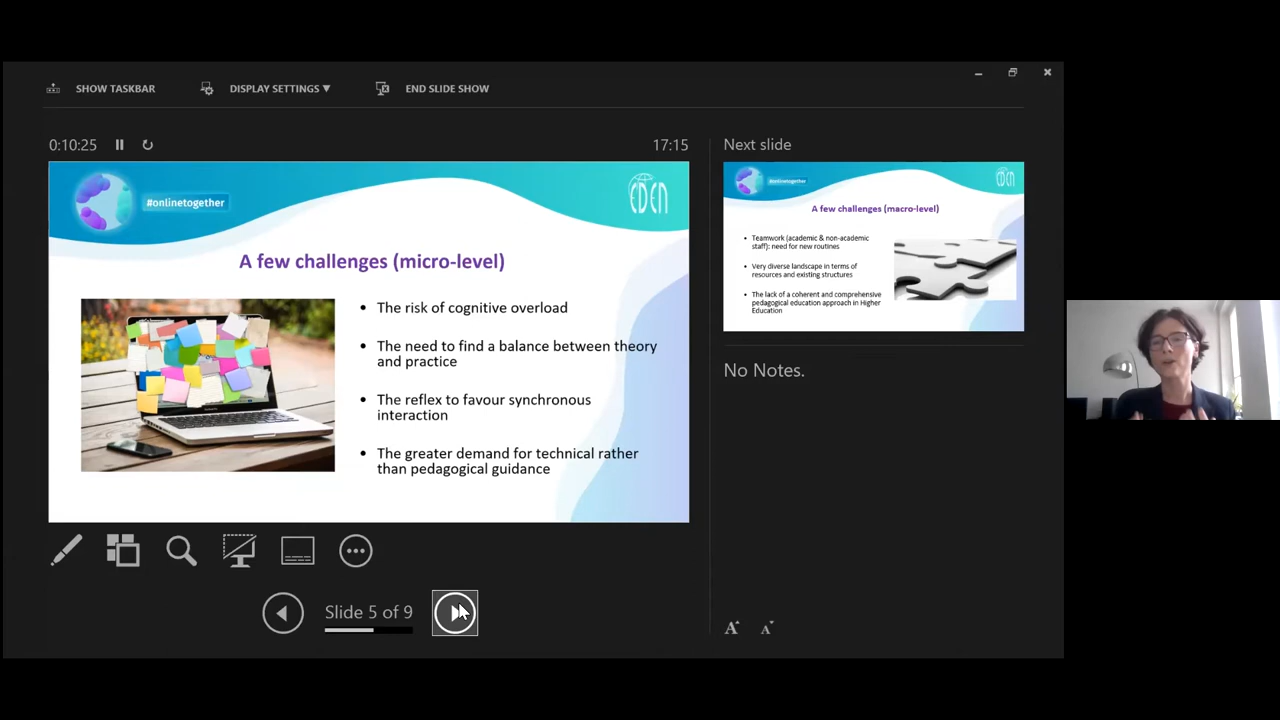 SHOW TASKBAR
DISPLAY SETTINGS ▼
END SLIDE SHOW
0:10:25
17:15
#onlinetogether
EDEN
A few challenges (micro-level)
• The risk of cognitive overload
• The need to find a balance between theory
and practice
• The reflex to favour synchronous
interaction
• The greater demand for technical rather
than pedagogical guidance
Slide 5 of 9
Next slide
#onlinetogether
EDEN
A few challenges (macro-level)
• Teamwork (academic & non-academic
staff): need for new routines
• Very diverse landscape in terms of
resources and existing structures
• The lack of a coherent and comprehensive
pedagogical education approach in Higher
Education
No Notes.
A A